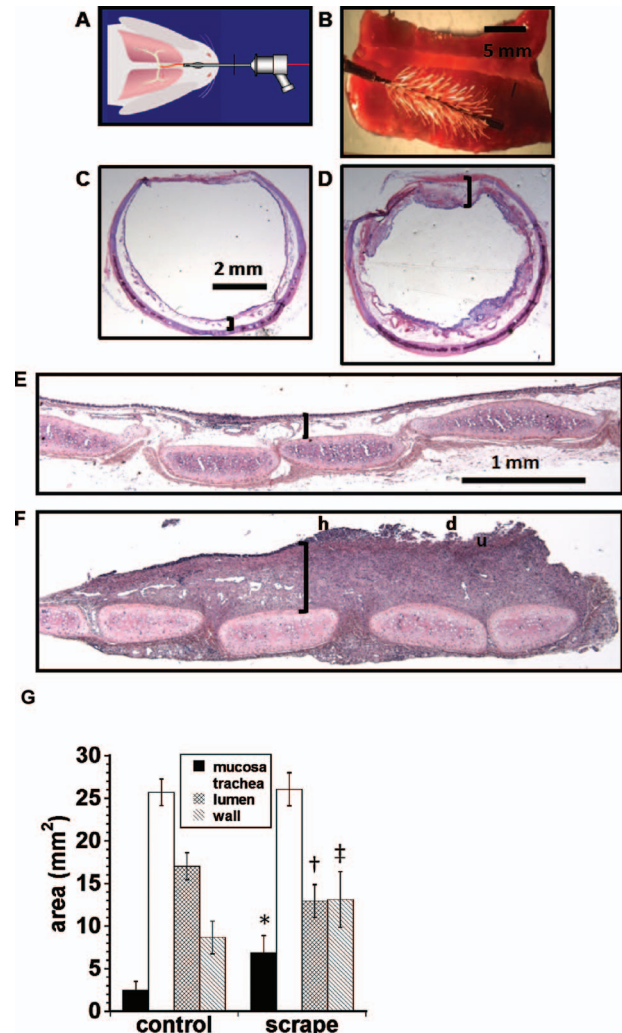 A
B
5 mm
C
D
2 mm
E
1 mm
F
h
d
u
G
30
25
20
15
10
5
0
area (mm²)
mucosa
trachea
lumen
wall
*
†
‡
control
scrape